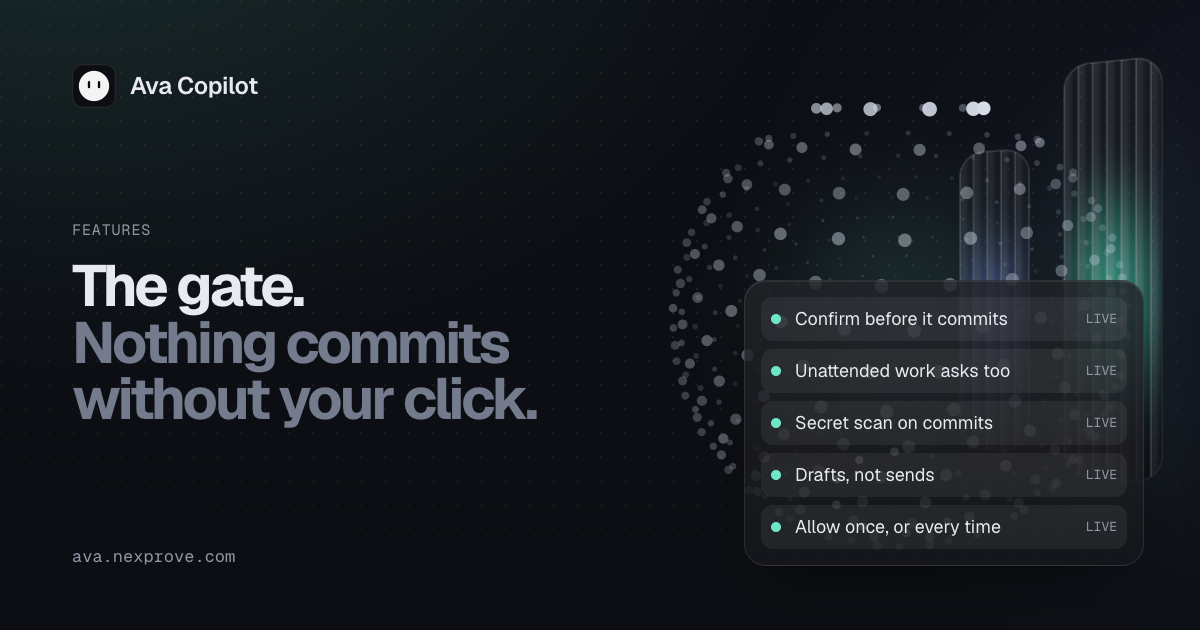 Ava Copilot
FEATURES
The gate.
Nothing commits
without your click.
Confirm before it commits LIVE
Unattended work asks too LIVE
Secret scan on commits LIVE
Drafts, not sends LIVE
Allow once, or every time LIVE
ava.nexprove.com